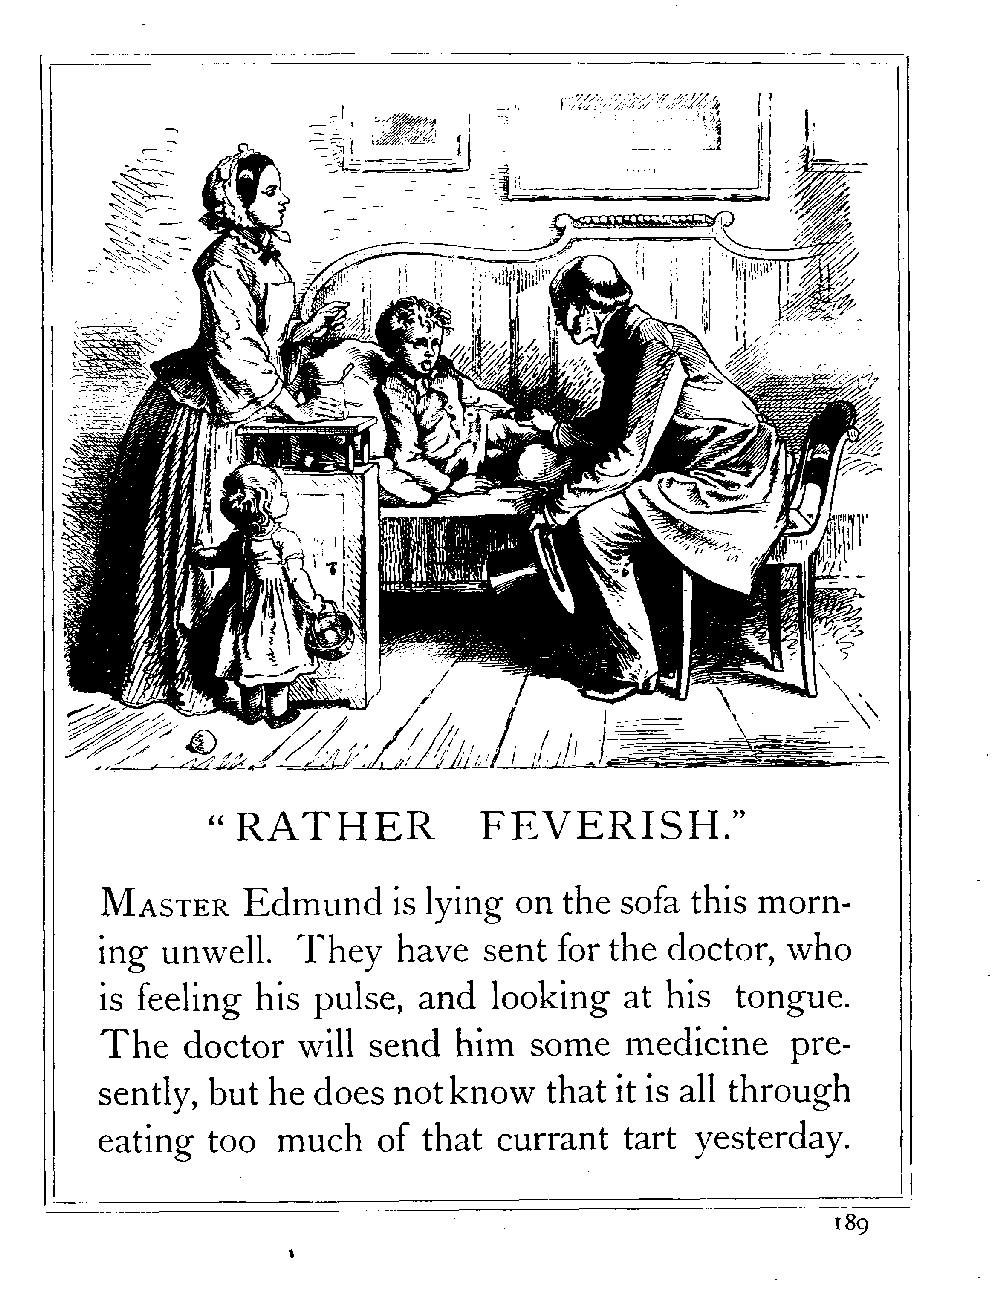 “RATHER FEVERISH.”
MASTER Edmund is lying on the sofa this morn-
ing unwell. They have sent for the doctor, who
is feeling his pulse, and looking at his tongue.
The doctor will send him some medicine pre-
sently, but he does not know that it is all through
eating too much of that currant tart yesterday.
189